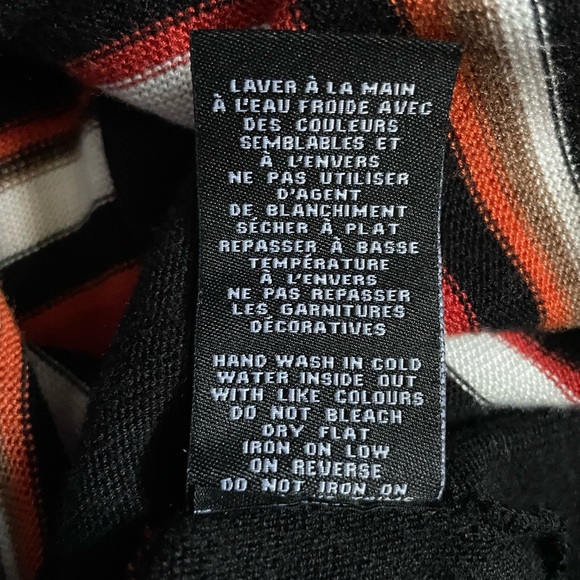 LAVER À LA MAIN
À L'EAU FROIDE AVEC
DES COULEURS
SEMBLABLES ET
À L'ENVERS
NE PAS UTILISER
D'AGENT
DE BLANCHIMENT
SÉCHER À PLAT
REPASSER À BASSE
TEMPÉRATURE
À L'ENVERS
NE PAS REPASSER
LES GARNITURES
DÉCORATIVES
HAND WASH IN COLD
WATER INSIDE OUT
WITH LIKE COLOURS
DO NOT BLEACH
DRY FLAT
IRON ON LOW
ON REVERSE
DO NOT IRON ON